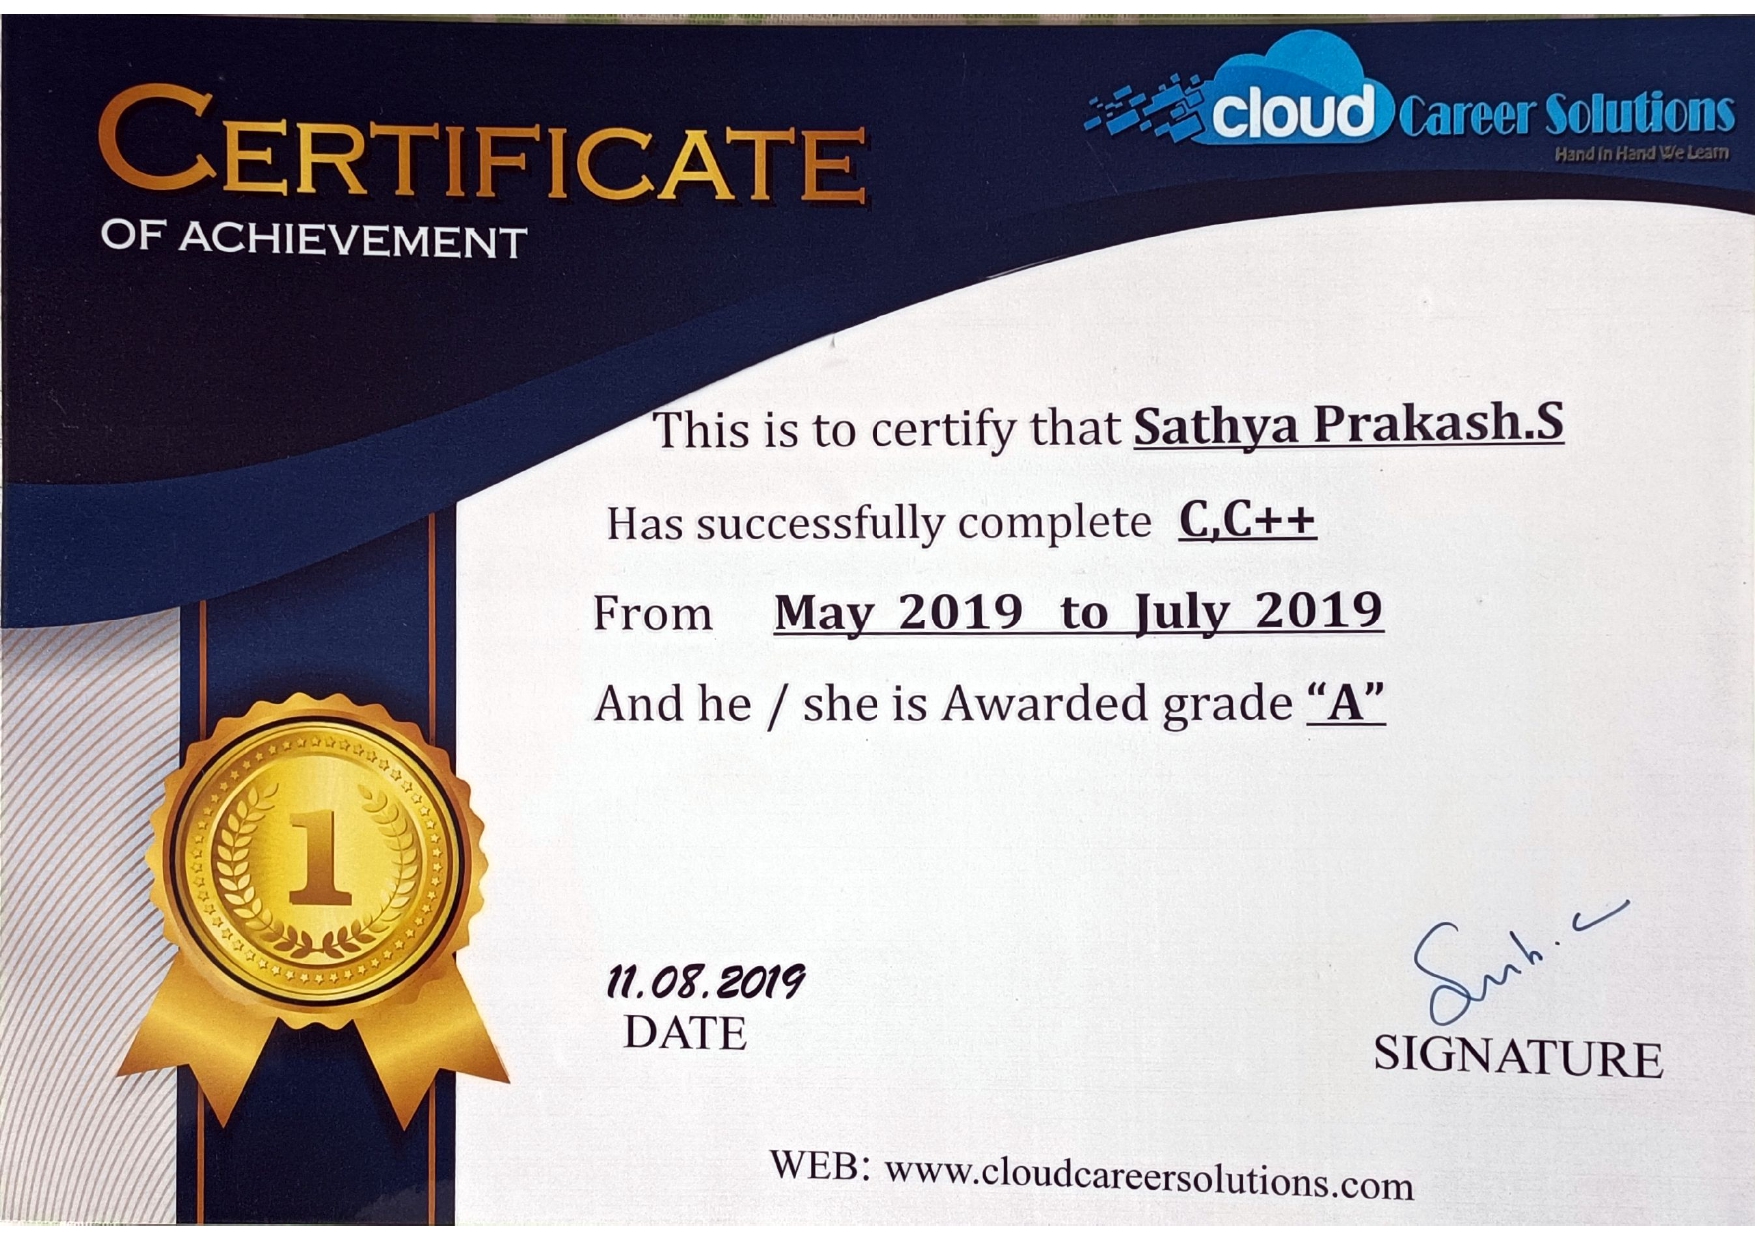 CERTIFICATE
OF ACHIEVEMENT
cloud Career Solutions
Hand In Hand We Learn
This is to certify that Sathya Prakash.S
Has successfully complete C,C++
From May 2019 to July 2019
And he / she is Awarded grade “A”
1
11.08.2019
DATE
SIGNATURE
WEB: www.cloudcareersolutions.com